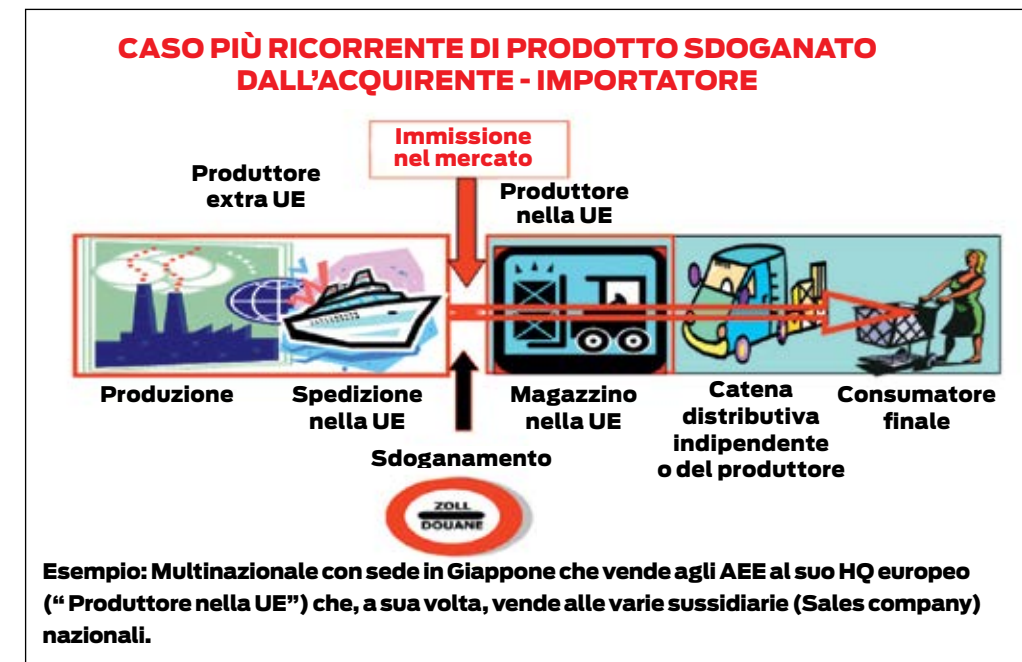 CASO PIÙ RICORRENTE DI PRODOTTO SDOGANATO
DALL'ACQUIRENTE - IMPORTATORE
Immissione
nel mercato
Produttore
extra UE
Produttore
nella UE
Produzione
Spedizione
nella UE
Magazzino
nella UE
Catena
distributiva
indipendente
o del produttore
Consumatore
finale
Sdoganamento
ZOLL
DOUANE
Esempio: Multinazionale con sede in Giappone che vende agli AEE al suo HQ europeo
(“ Produttore nella UE”) che, a sua volta, vende alle varie sussidiarie (Sales company)
nazionali.